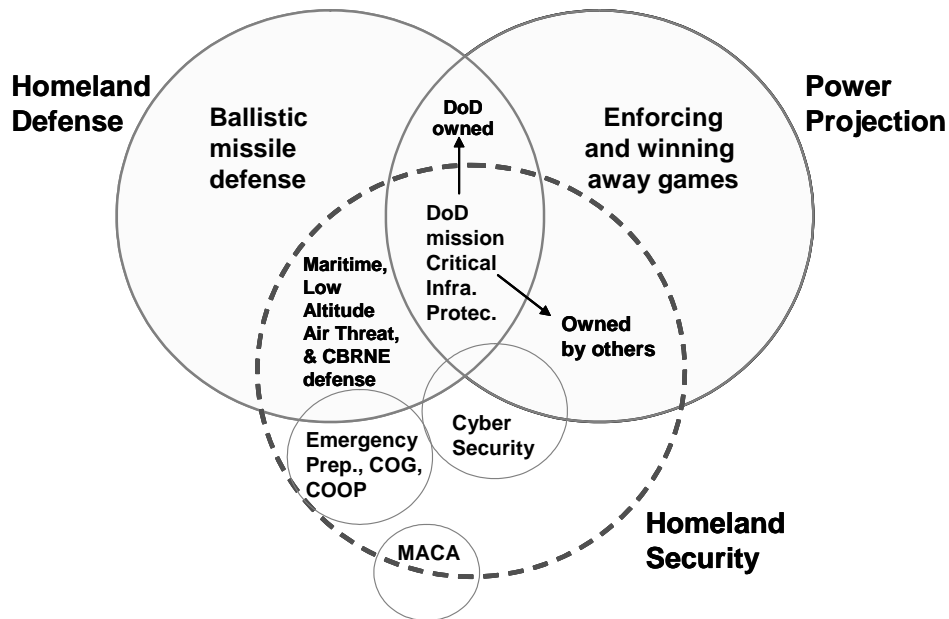 Homeland
Defense
Ballistic
missile
defense
DoD
owned
Enforcing
and winning
away games
Power
Projection
DoD
mission
Critical
Infra.
Protec.
Maritime,
Low
Altitude
Air Threat,
& CBRNE
defense
Owned
by others
Cyber
Security
Emergency
Prep., COG,
COOP
MACA
Homeland
Security